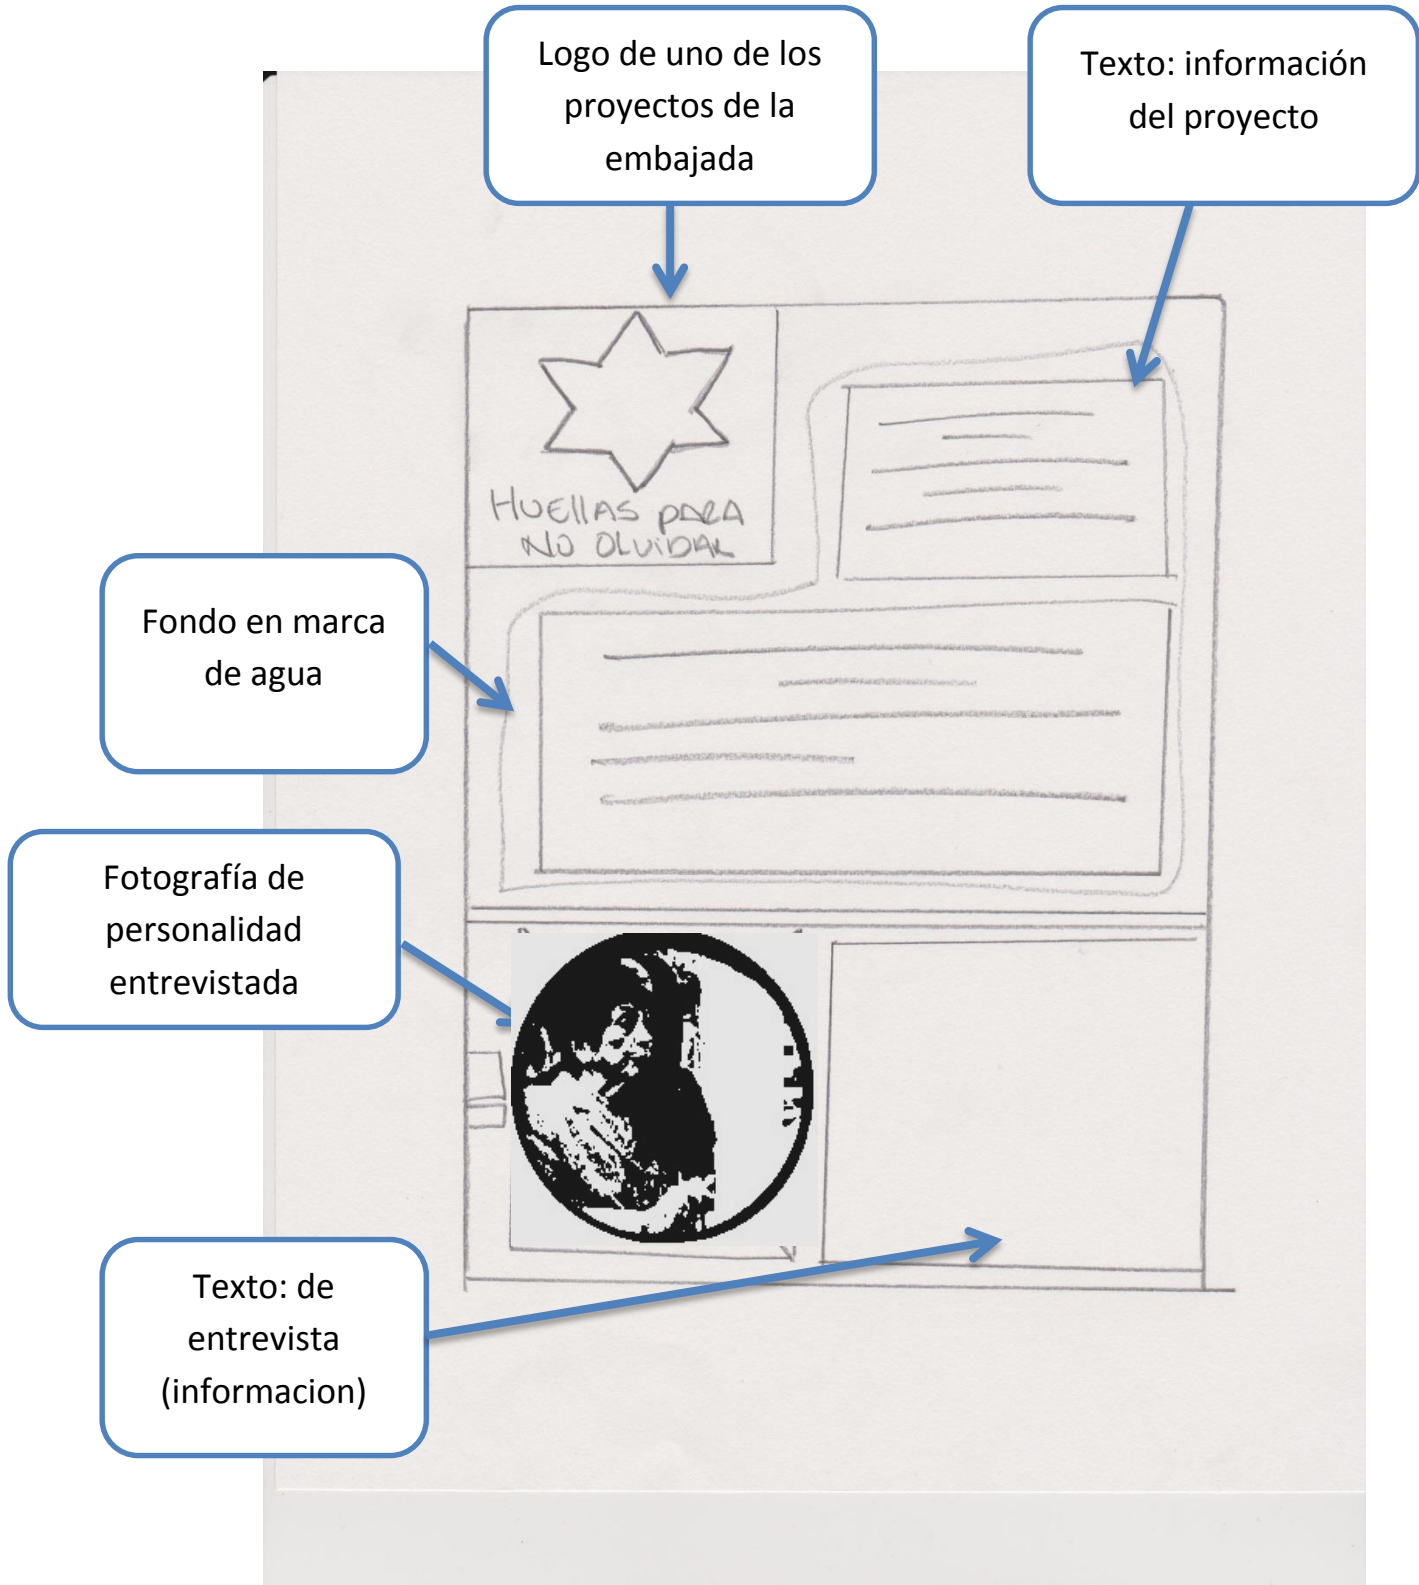 Logo de uno de los
proyectos de la
embajada
Texto: información
del proyecto
HUEllAS PARA
NO OLVIDAR
Fondo en marca
de agua
Fotografía de
personalidad
entrevistada
Texto: de
entrevista
(informacion)